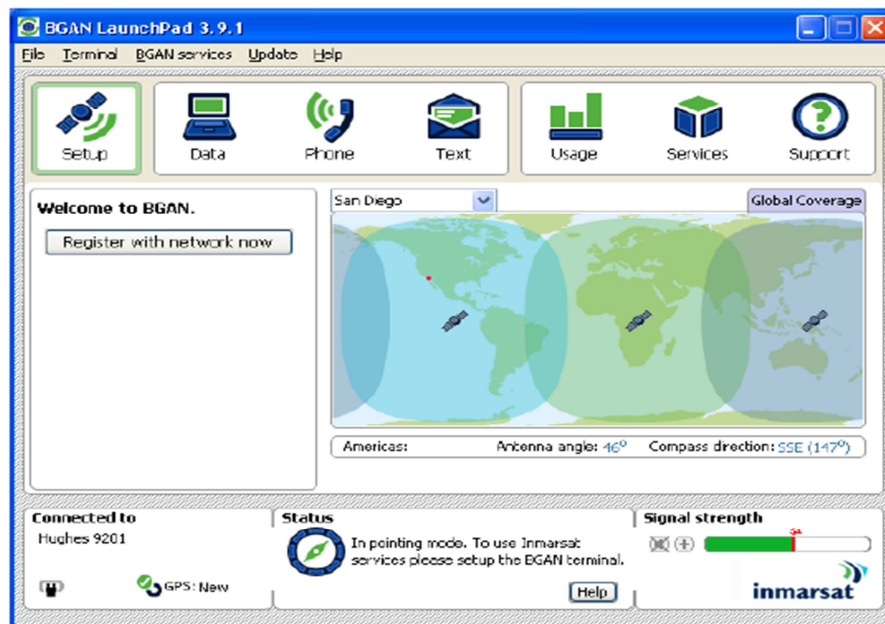 BGAN LaunchPad 3.9.1
File Terminal BGAN services Update Help
Setup Data Phone Text Usage Services Support
Welcome to BGAN.
Register with network now
San Diego
Global Coverage
Americas: Antenna angle: 46° Compass direction: SSE (147°)
Connected to
Hughes 9201
GPS: New
Status
In pointing mode. To use Inmarsat
services please setup the BGAN terminal.
Help
Signal strength
inmarsat